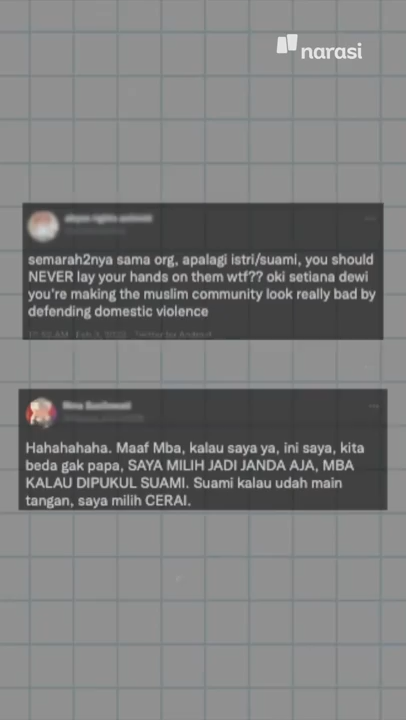 narasi
semarah2nya sama org, apalagi istri/suami, you should
NEVER lay your hands on them wtf?? oki setiana dewi
you're making the muslim community look really bad by
defending domestic violence
Twitter for Android
Hahahahaha. Maaf Mba, kalau saya ya, ini saya, kita
beda gak papa, SAYA MILIH JADI JANDA AJA, MBA
KALAU DIPUKUL SUAMI. Suami kalau udah main
tangan, saya milih CERAI.